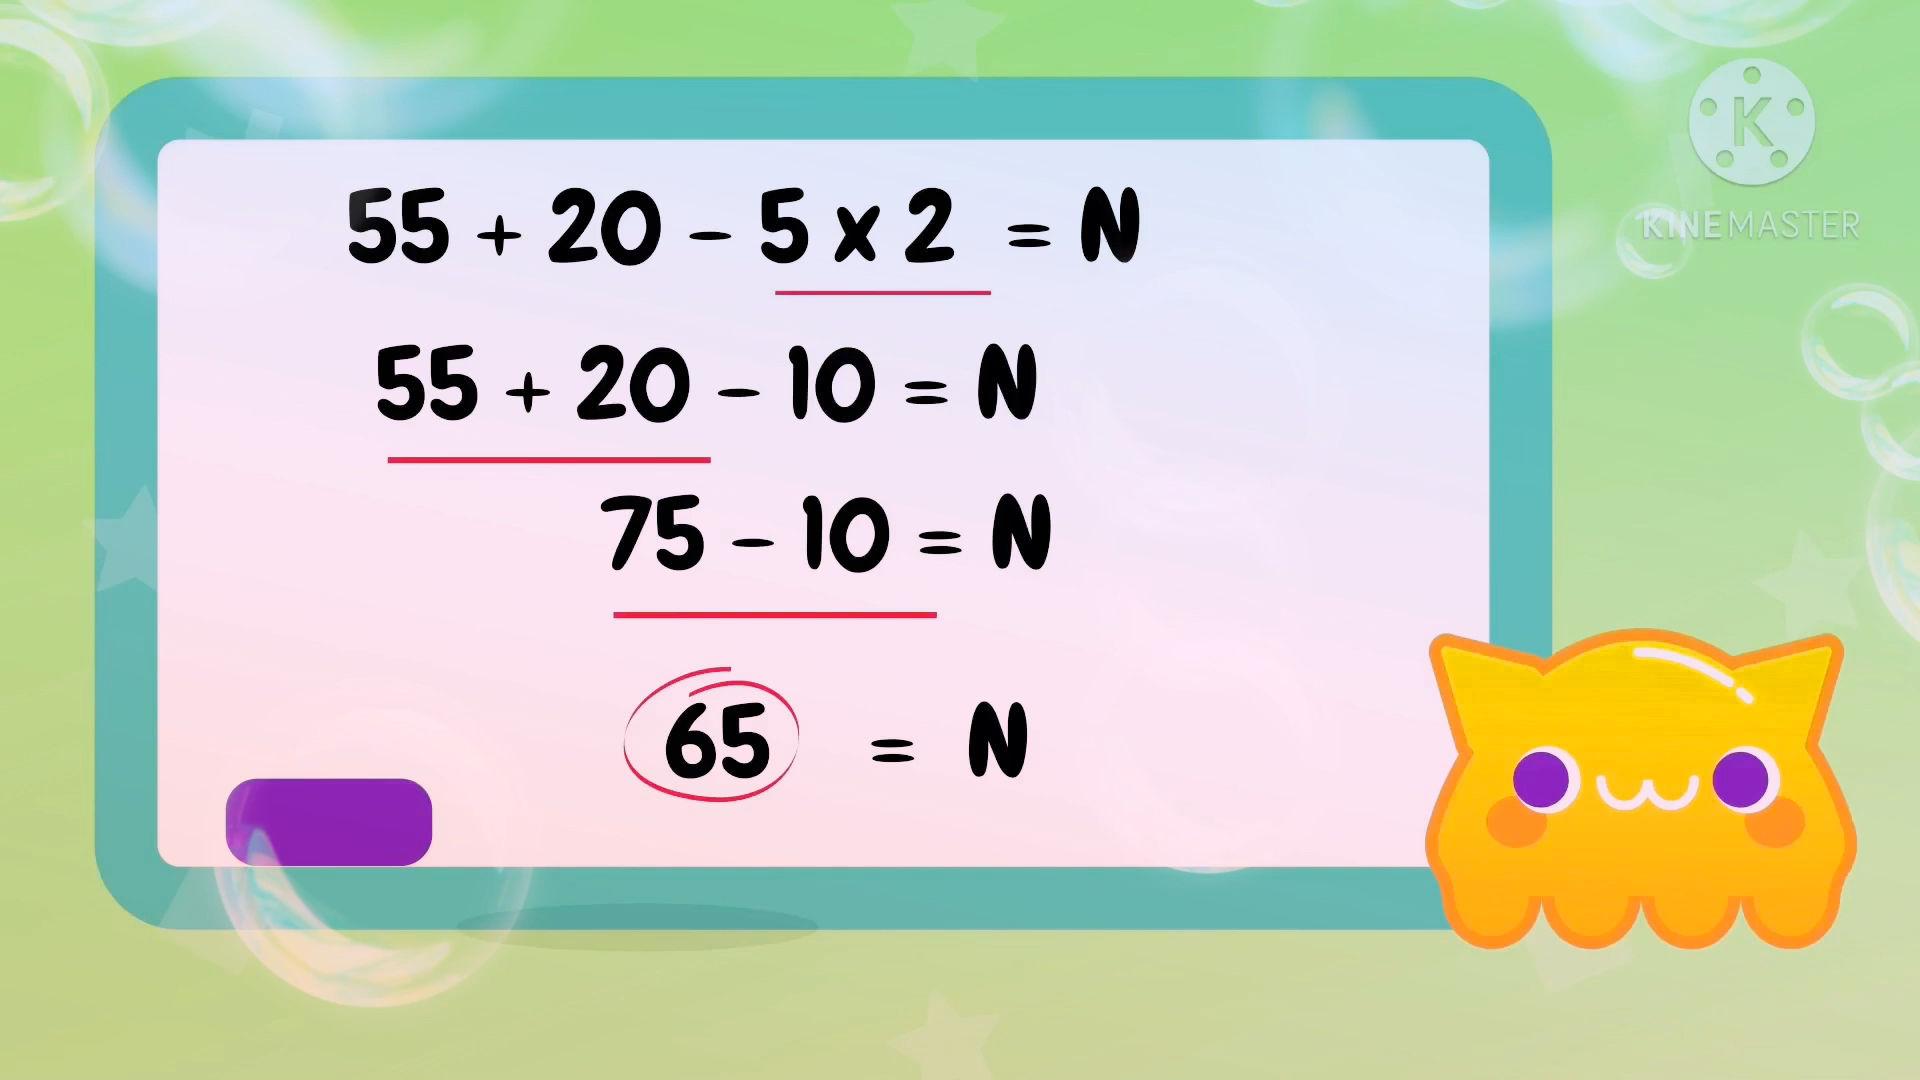 55 + 20 - 5 x 2 = N
55 + 20 - 10 = N
75 - 10 = N
65 = N
K
KINEMASTER